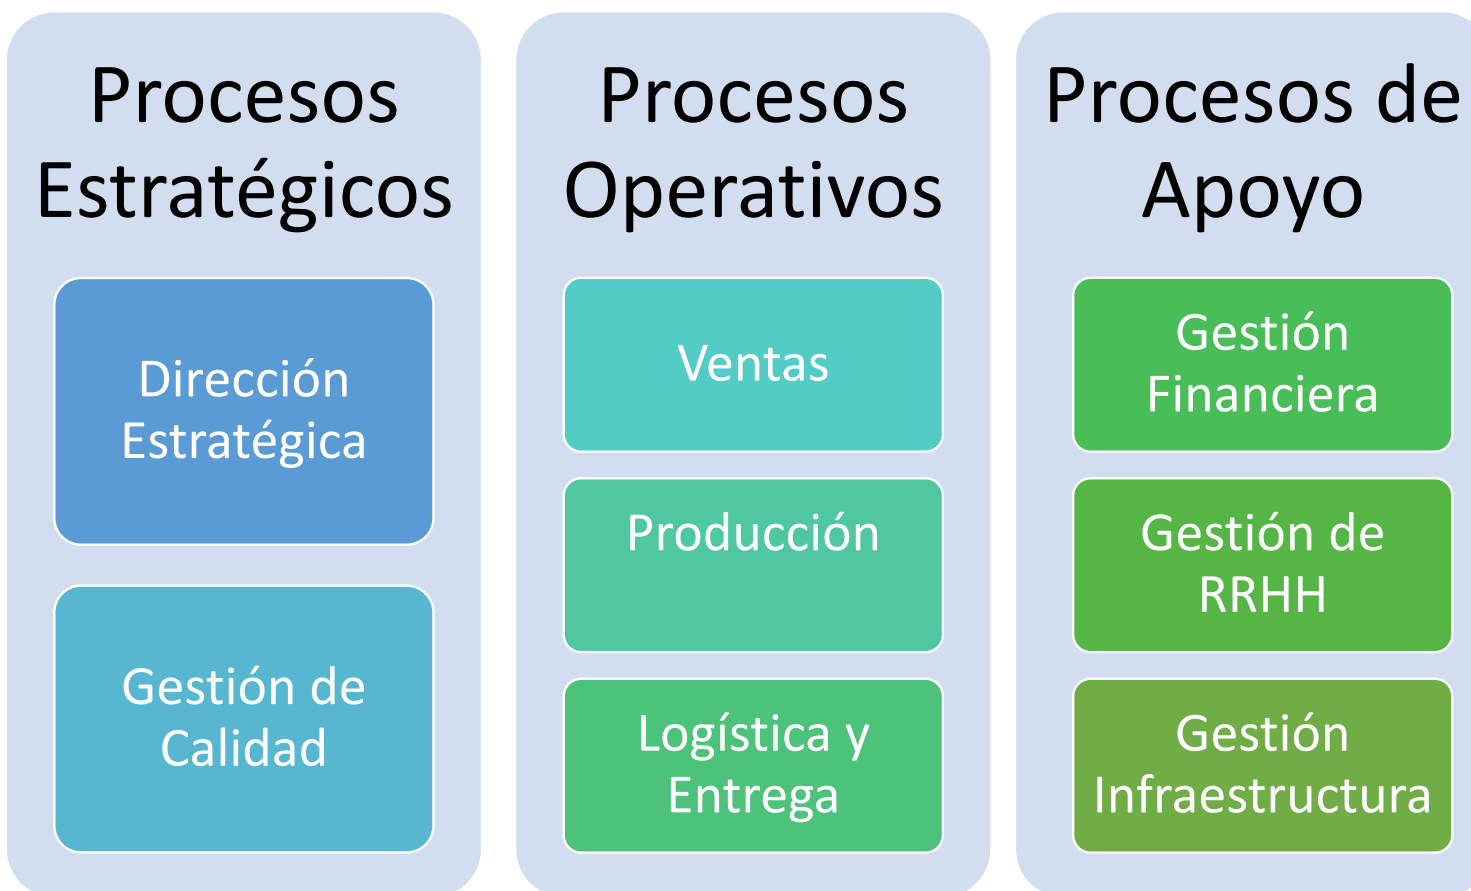 Procesos
Estratégicos
Dirección
Estratégica
Gestión de
Calidad
Procesos
Operativos
Ventas
Producción
Logística y
Entrega
Procesos de
Apoyo
Gestión
Financiera
Gestión de
RRHH
Gestión
Infraestructura